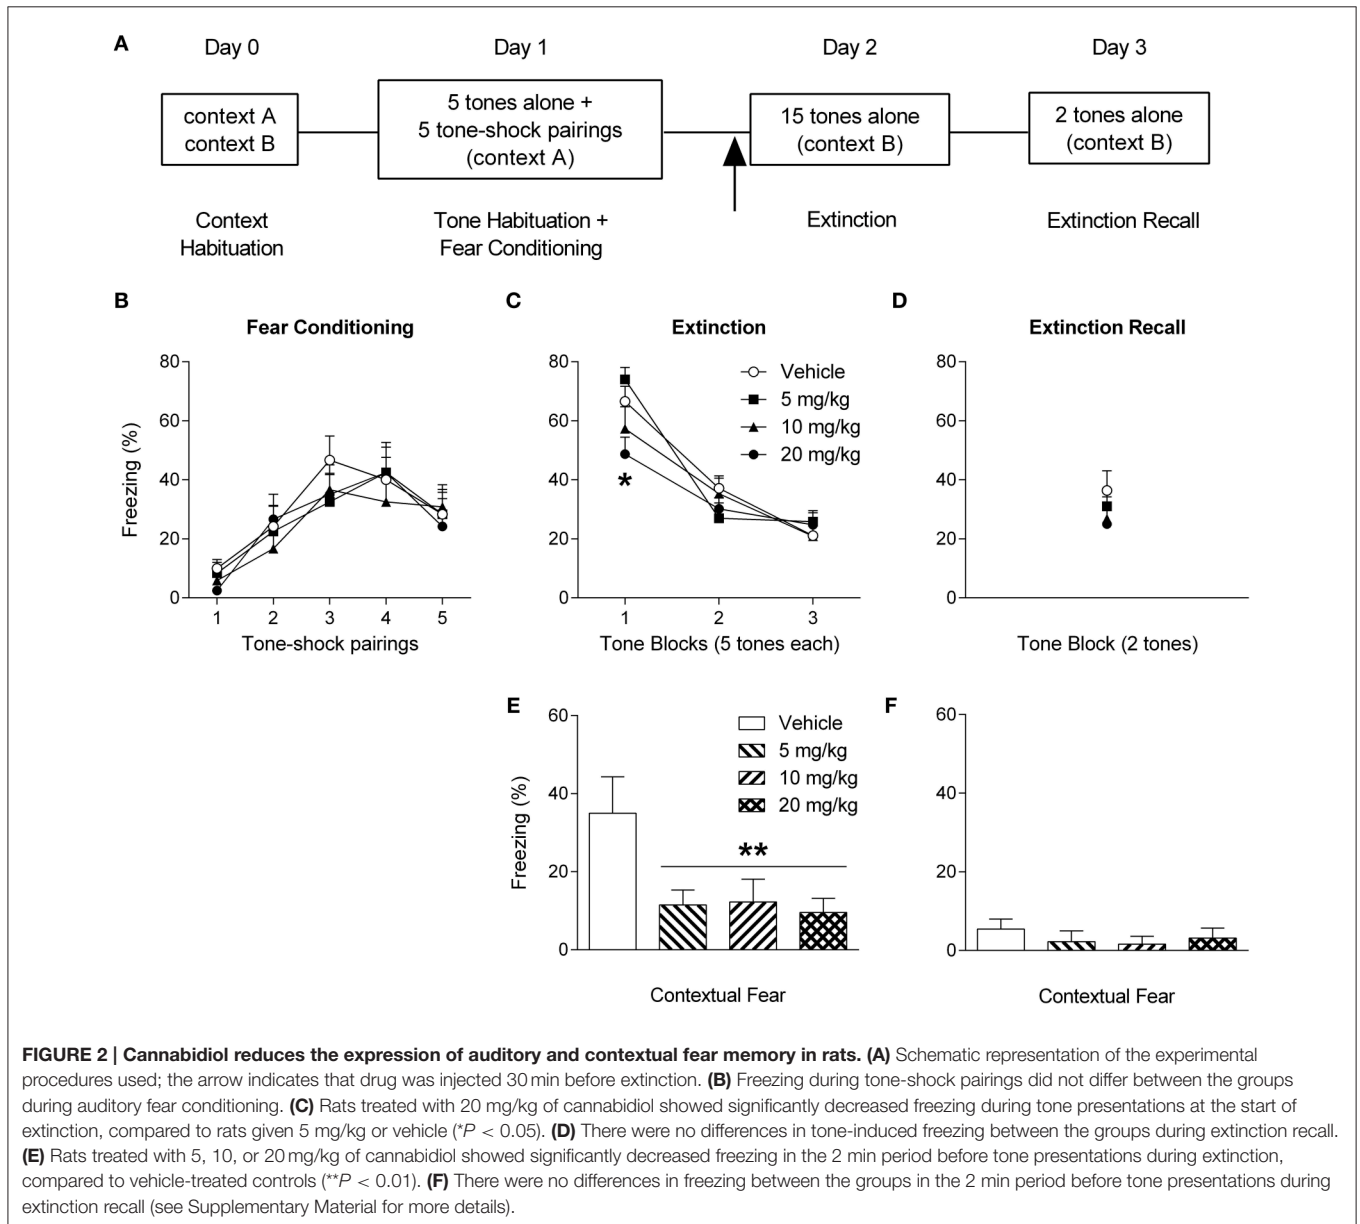 A
Day 0
Day 1
Day 2
Day 3
context A
context B
5 tones alone +
5 tone-shock pairings
(context A)
15 tones alone
(context B)
2 tones alone
(context B)
Context
Habituation
Tone Habituation +
Fear Conditioning
Extinction
Extinction Recall
B
Fear Conditioning
Freezing (%)
80
60
40
20
0
1 2 3 4 5
Tone-shock pairings
C
Extinction
80
60
40
20
0
Vehicle
5 mg/kg
10 mg/kg
20 mg/kg
*
1 2 3
Tone Blocks (5 tones each)
D
Extinction Recall
80
60
40
20
0
Tone Block (2 tones)
E
Freezing (%)
60
40
20
0
Vehicle
5 mg/kg
10 mg/kg
20 mg/kg
**
Contextual Fear
F
60
40
20
0
Contextual Fear
FIGURE 2 | Cannabidiol reduces the expression of auditory and contextual fear memory in rats. (A) Schematic representation of the experimental
procedures used; the arrow indicates that drug was injected 30 min before extinction. (B) Freezing during tone-shock pairings did not differ between the groups
during auditory fear conditioning. (C) Rats treated with 20 mg/kg of cannabidiol showed significantly decreased freezing during tone presentations at the start of
extinction, compared to rats given 5 mg/kg or vehicle (*P < 0.05). (D) There were no differences in tone-induced freezing between the groups during extinction recall.
(E) Rats treated with 5, 10, or 20 mg/kg of cannabidiol showed significantly decreased freezing in the 2 min period before tone presentations during extinction,
compared to vehicle-treated controls (**P < 0.01). (F) There were no differences in freezing between the groups in the 2 min period before tone presentations during
extinction recall (see Supplementary Material for more details).